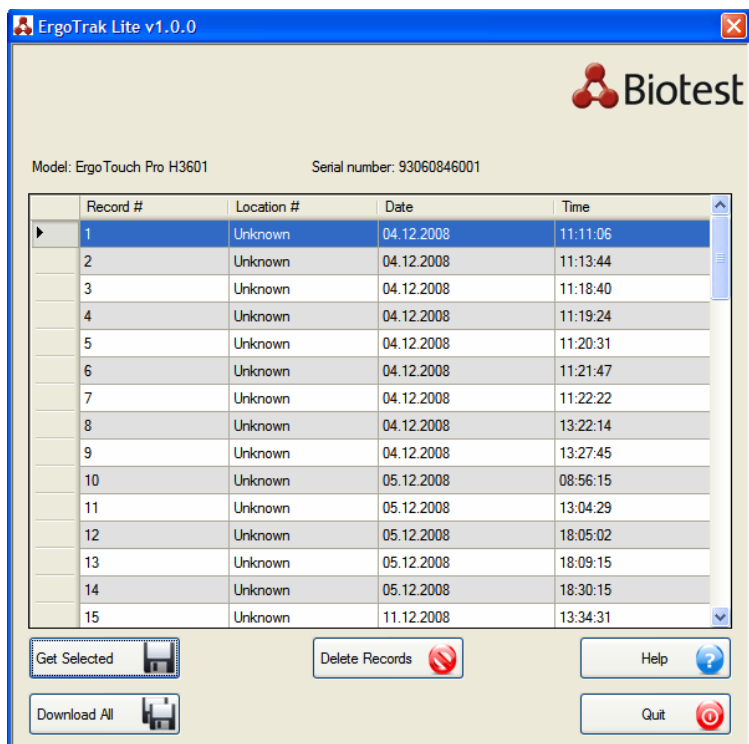 ErgoTrak Lite v1.0.0
Biotest
Model: ErgoTouch Pro H3601 Serial number: 93060846001
Record # Location # Date Time
1 Unknown 04.12.2008 11:11:06
2 Unknown 04.12.2008 11:13:44
3 Unknown 04.12.2008 11:18:40
4 Unknown 04.12.2008 11:19:24
5 Unknown 04.12.2008 11:20:31
6 Unknown 04.12.2008 11:21:47
7 Unknown 04.12.2008 11:22:22
8 Unknown 04.12.2008 13:22:14
9 Unknown 04.12.2008 13:27:45
10 Unknown 05.12.2008 08:56:15
11 Unknown 05.12.2008 13:04:29
12 Unknown 05.12.2008 18:05:02
13 Unknown 05.12.2008 18:09:15
14 Unknown 05.12.2008 18:30:15
15 Unknown 11.12.2008 13:34:31
Get Selected Delete Records Help ?
Download All Quit